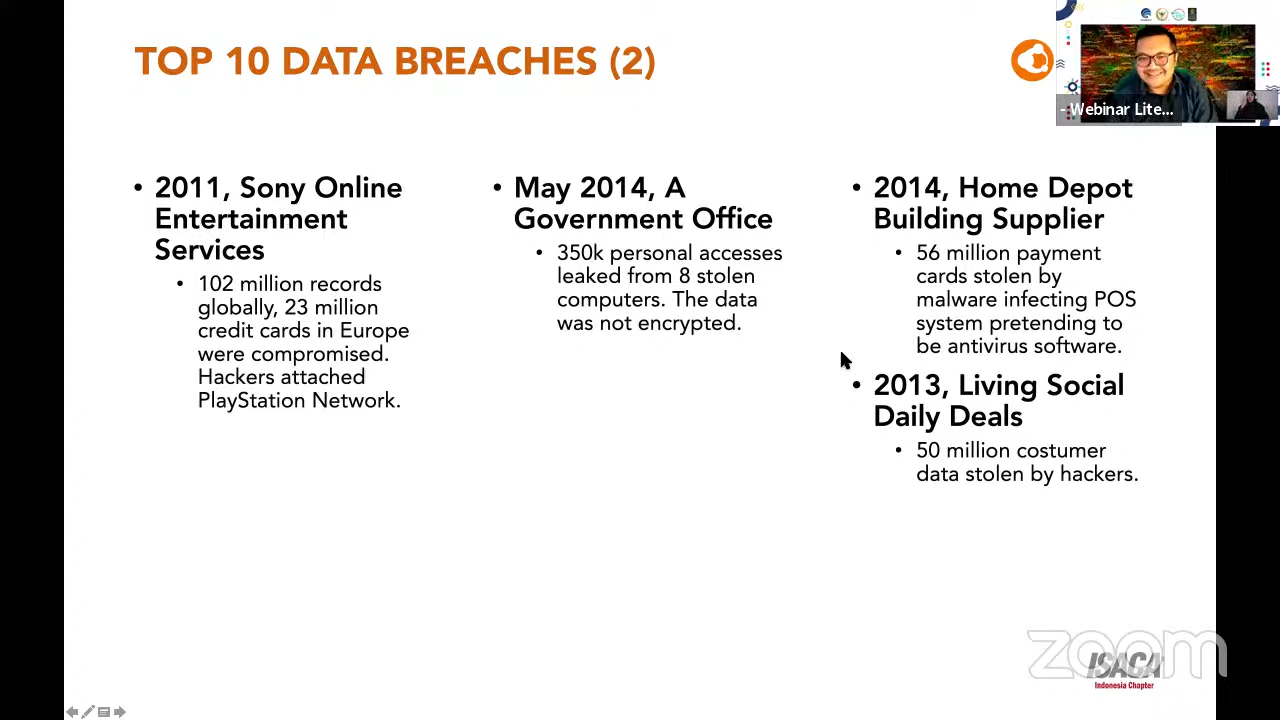 TOP 10 DATA BREACHES (2)
- Webinar Lite...
• 2011, Sony Online
Entertainment
Services
• 102 million records
globally, 23 million
credit cards in Europe
were compromised.
Hackers attached
PlayStation Network.
• May 2014, A
Government Office
• 350k personal accesses
leaked from 8 stolen
computers. The data
was not encrypted.
• 2014, Home Depot
Building Supplier
• 56 million payment
cards stolen by
malware infecting POS
system pretending to
be antivirus software.
• 2013, Living Social
Daily Deals
• 50 million costumer
data stolen by hackers.
zoom
ISACA
Indonesia Chapter